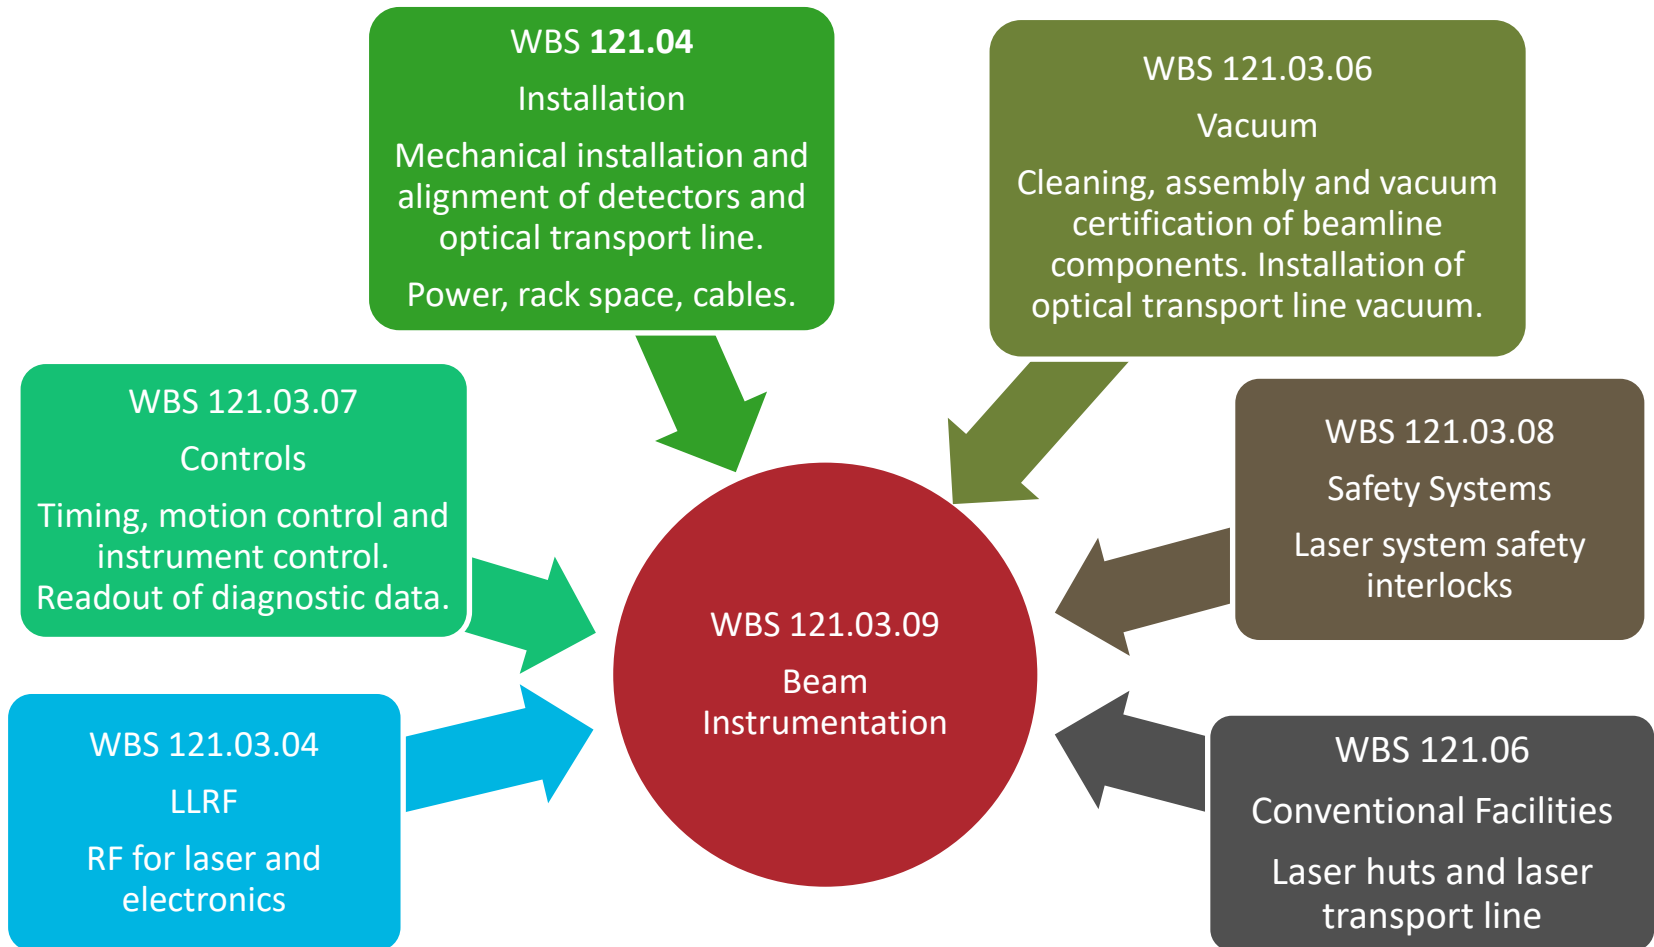 WBS 121.04
Installation
Mechanical installation and
alignment of detectors and
optical transport line.
Power, rack space, cables.
WBS 121.03.06
Vacuum
Cleaning, assembly and vacuum
certification of beamline
components. Installation of
optical transport line vacuum.
WBS 121.03.07
Controls
Timing, motion control and
instrument control.
Readout of diagnostic data.
WBS 121.03.08
Safety Systems
Laser system safety
interlocks
WBS 121.03.09
Beam
Instrumentation
WBS 121.03.04
LLRF
RF for laser and
electronics
WBS 121.06
Conventional Facilities
Laser huts and laser
transport line